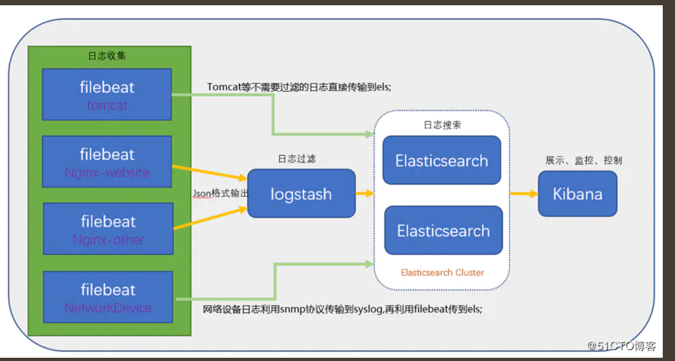 日志收集
filebeat
tomcat
filebeat
Nginx-website
filebeat
Nginx-other
filebeat
NetworkDevice
Tomcat等不需要过滤的日志直接传输到els;
Json格式输出
日志过滤
logstash
日志搜索
Elasticsearch
Elasticsearch
Elasticsearch Cluster
展示、监控、控制
Kibana
网络设备日志利用snmp协议传输到syslog,再利用filebeat传到els;
@51CTO博客